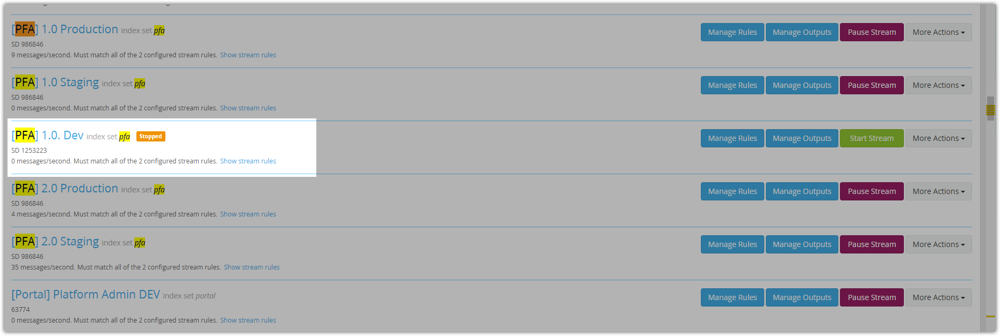 [PFA] 1.0 Production index set pfa Manage Rules Manage Outputs Pause Stream More Actions
SD 986846
9 messages/second. Must match all of the 2 configured stream rules. Show stream rules
[PFA] 1.0 Staging index set pfa Manage Rules Manage Outputs Pause Stream More Actions
SD 986846
0 messages/second. Must match all of the 2 configured stream rules. Show stream rules
[PFA] 1.0. Dev index set pfa Stopped Manage Rules Manage Outputs Start Stream More Actions
SD 1253223
0 messages/second. Must match all of the 2 configured stream rules. Show stream rules
[PFA] 2.0 Production index set pfa Manage Rules Manage Outputs Pause Stream More Actions
SD 986846
4 messages/second. Must match all of the 2 configured stream rules. Show stream rules
[PFA] 2.0 Staging index set pfa Manage Rules Manage Outputs Pause Stream More Actions
SD 986846
35 messages/second. Must match all of the 2 configured stream rules. Show stream rules
[Portal] Platform Admin DEV index set portal Manage Rules Manage Outputs Pause Stream More Actions
63774
0 messages/second. Must match all of the 2 configured stream rules. Show stream rules